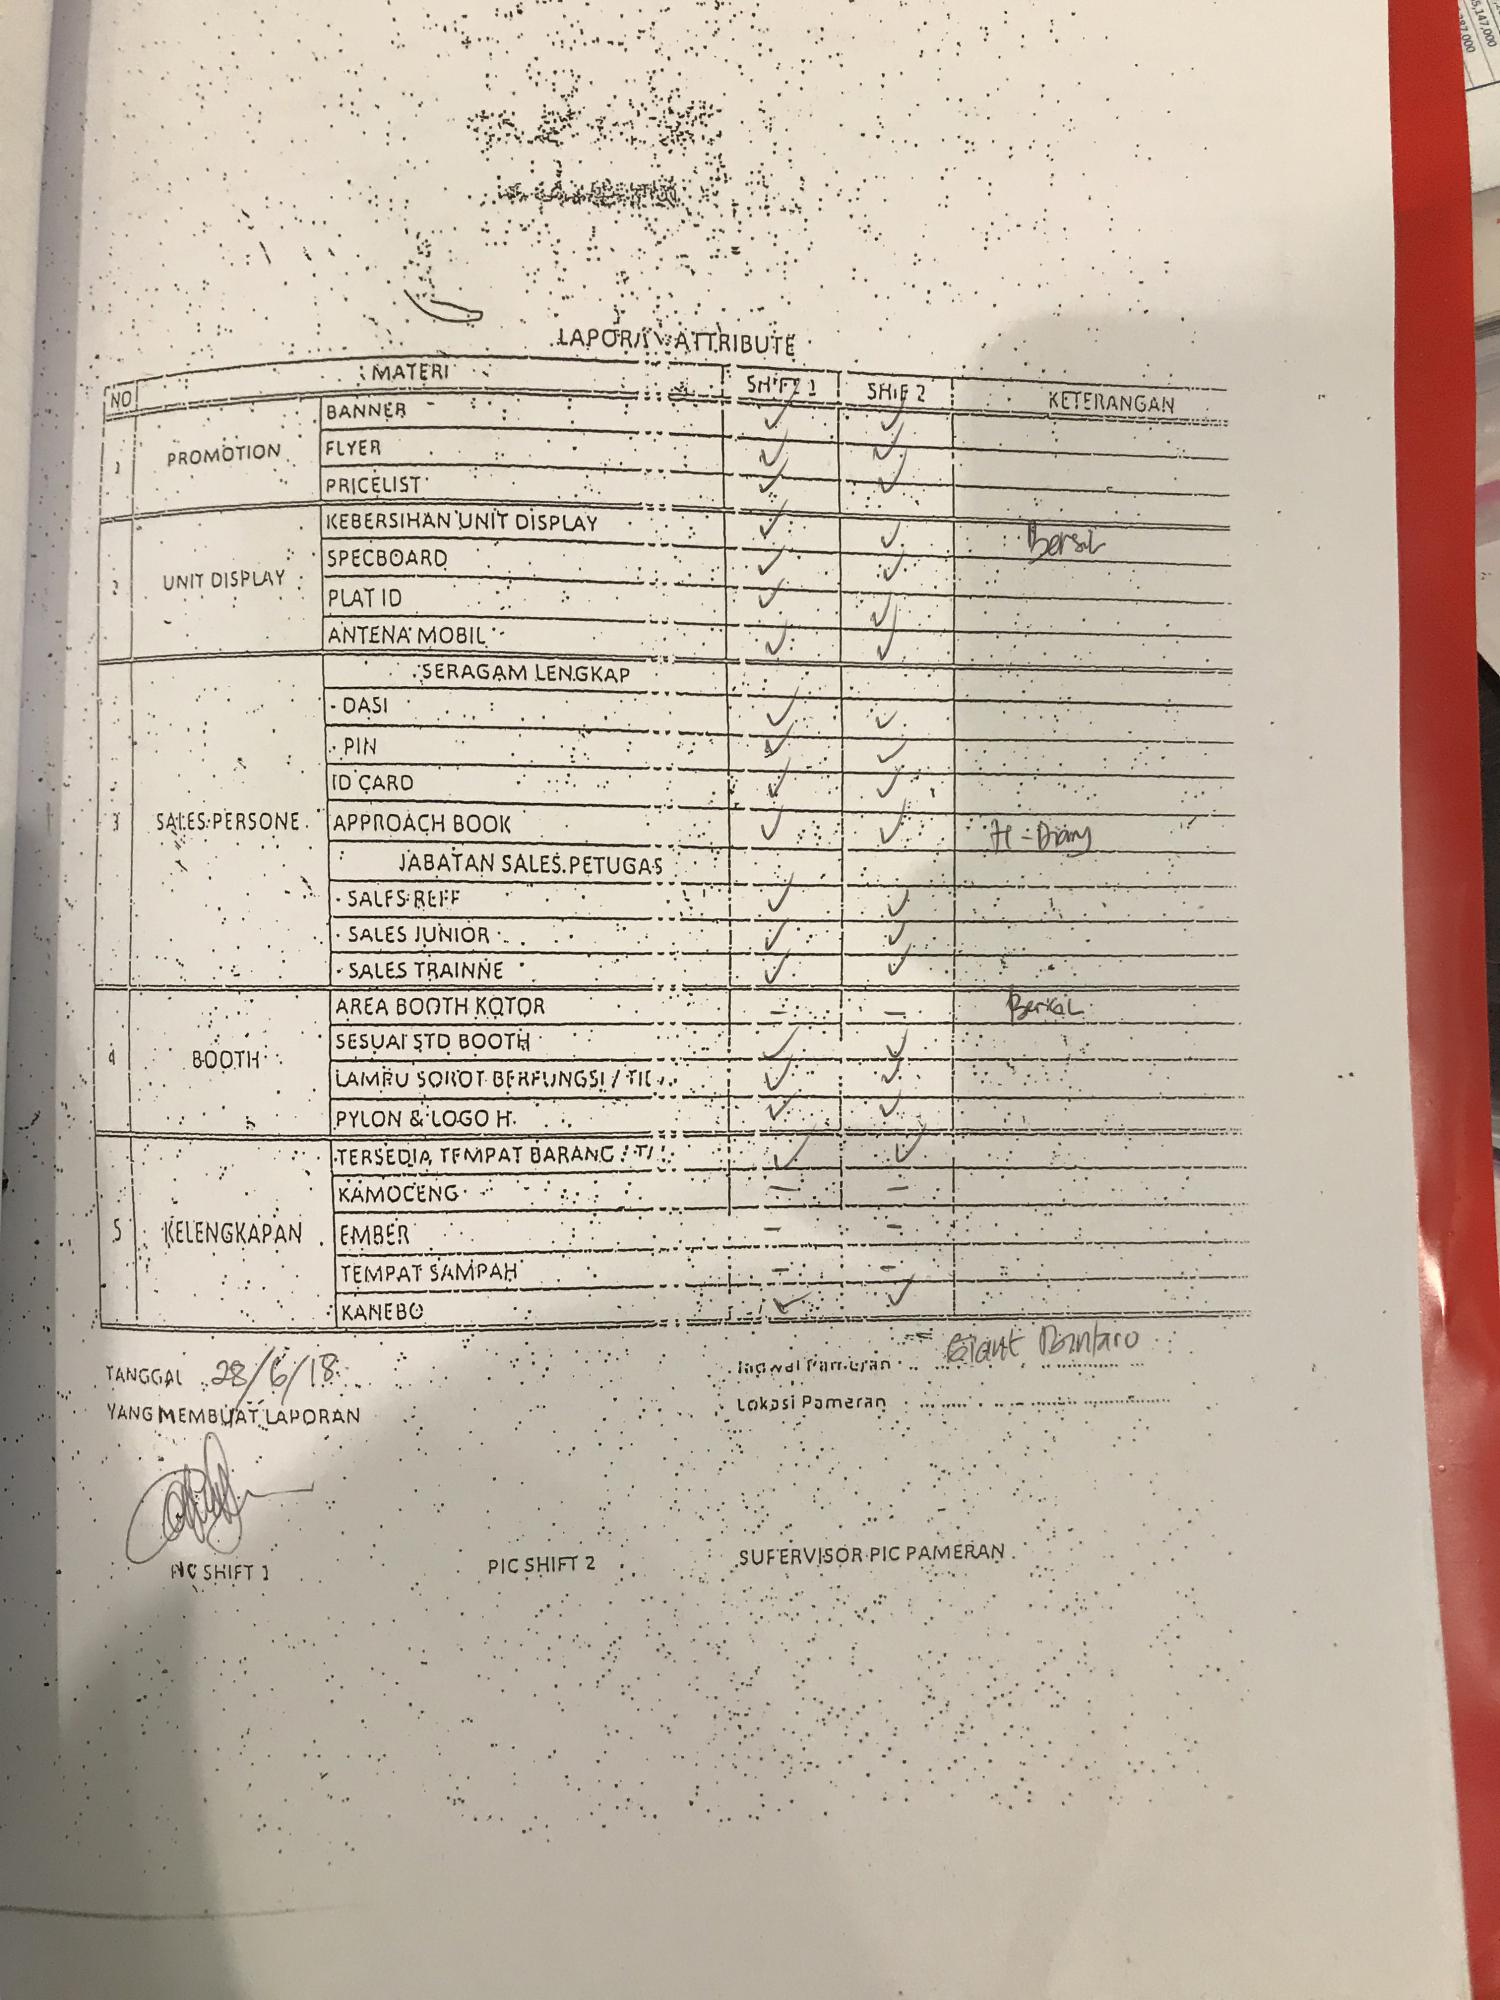 LAPORAN ATTRIBUTE
NO MATERI SHIFT 1 SHIF 2 KETERANGAN
1 PROMOTION BANNER ✓ ✓
FLYER ✓ ✓
PRICELIST ✓ ✓
2 UNIT DISPLAY KEBERSIHAN UNIT DISPLAY ✓ ✓ Bersih
SPECBOARD ✓ ✓
PLAT ID ✓ ✓
ANTENA MOBIL ✓ ✓
3 SALES PERSONE SERAGAM LENGKAP
- DASI ✓ ✓
- PIN ✓ ✓
ID CARD ✓ ✓
APPROACH BOOK ✓ ✓ H-Diary
JABATAN SALES PETUGAS
- SALES REFF ✓ ✓
- SALES JUNIOR ✓ ✓
- SALES TRAINNE ✓ ✓
4 BOOTH AREA BOOTH KOTOR - - Bersih
SESUAI STD BOOTH ✓ ✓
LAMPU SOROT BERFUNGSI / ✓ ✓
PYLON & LOGO H ✓ ✓
5 KELENGKAPAN TERSEDIA TEMPAT BARANG / ✓ ✓
KAMOCENG - -
EMBER - -
TEMPAT SAMPAH - -
KANEBO ✓ ✓
TANGGAL 28/6/18
Jadwal Pameran Giant Bintaro
YANG MEMBUAT LAPORAN
Lokasi Pameran
PIC SHIFT 1 PIC SHIFT 2 SUPERVISOR PIC PAMERAN